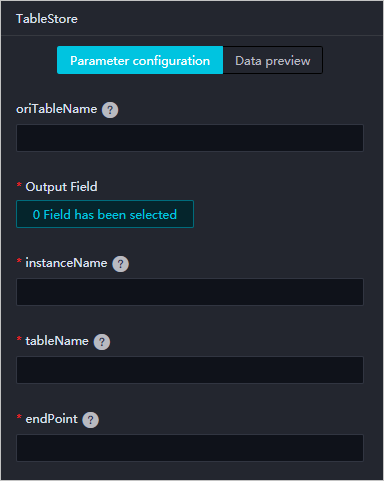 TableStore
Parameter configuration Data preview
oriTableName ?
* Output Field
0 Field has been selected
* instanceName ?
* tableName ?
* endPoint ?